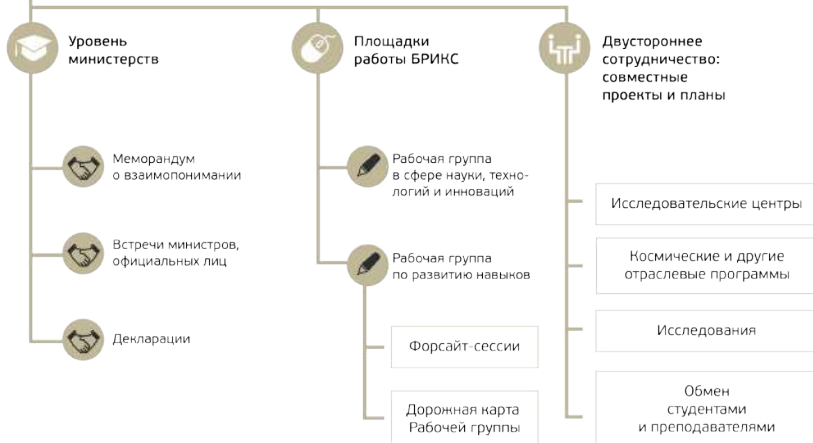 Уровень
министерств
Меморандум
о взаимопонимании
Встречи министров,
официальных лиц
Декларации
Площадки
работы БРИКС
Рабочая группа
в сфере науки, техно-
логий и инноваций
Рабочая группа
по развитию навыков
Форсайт-сессии
Дорожная карта
Рабочей группы
Двустороннее
сотрудничество:
совместные
проекты и планы
Исследовательские центры
Космические и другие
отраслевые программы
Исследования
Обмен
студентами
и преподавателями